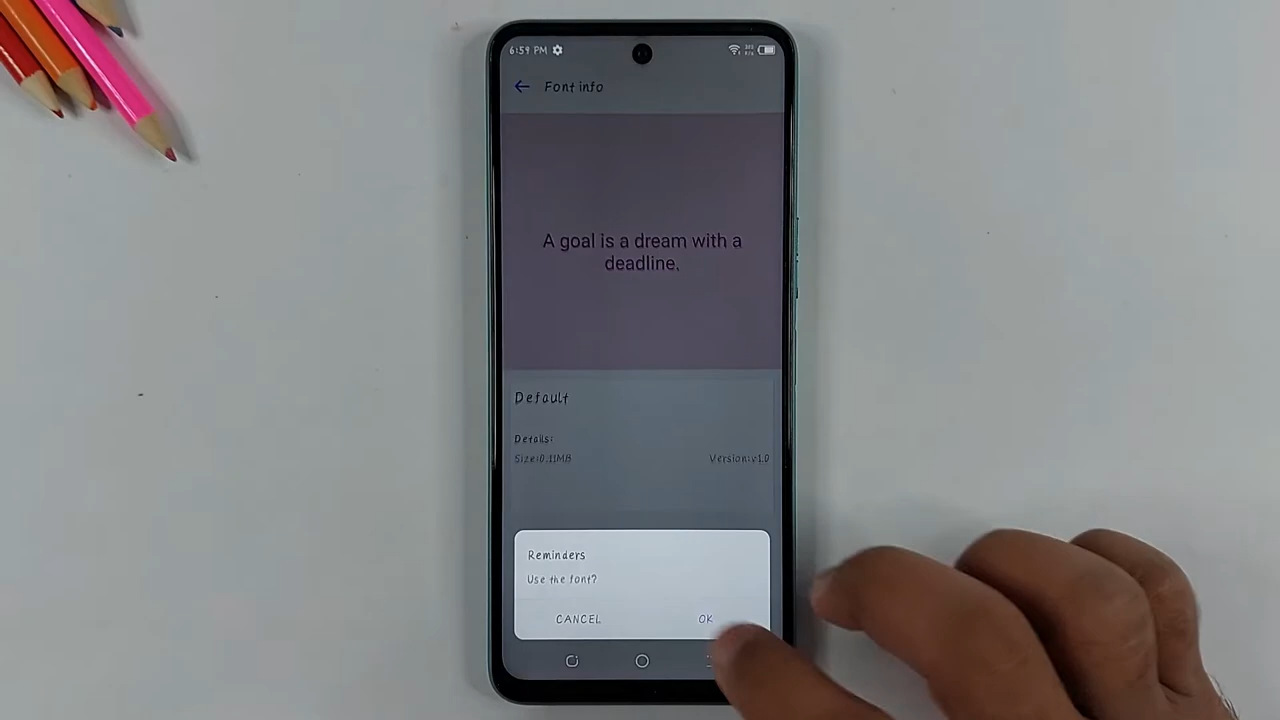 6:59 PM
Font info
A goal is a dream with a
deadline.
Default
Details:
Size:0.11MB
Version:v1.0
Reminders
Use the font?
CANCEL
OK